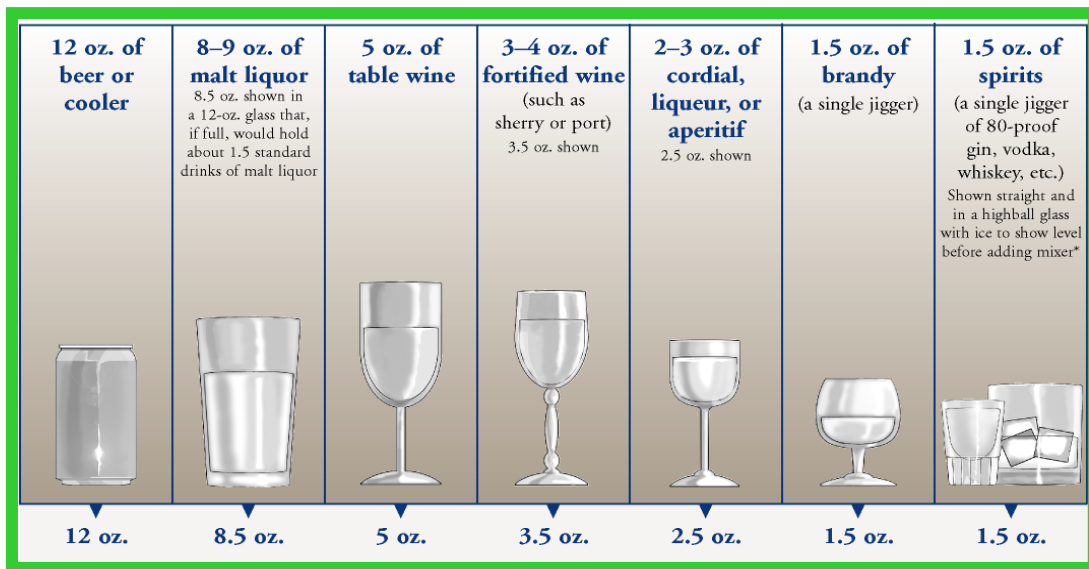 12 oz. of
beer or
cooler
8–9 oz. of
malt liquor
8.5 oz. shown in
a 12-oz. glass that,
if full, would hold
about 1.5 standard
drinks of malt liquor
5 oz. of
table wine
3–4 oz. of
fortified wine
(such as
sherry or port)
3.5 oz. shown
2–3 oz. of
cordial,
liqueur, or
aperitif
2.5 oz. shown
1.5 oz. of
brandy
(a single jigger)
1.5 oz. of
spirits
(a single jigger
of 80-proof
gin, vodka,
whiskey, etc.)
Shown straight and
in a highball glass
with ice to show level
before adding mixer*
12 oz.
8.5 oz.
5 oz.
3.5 oz.
2.5 oz.
1.5 oz.
1.5 oz.